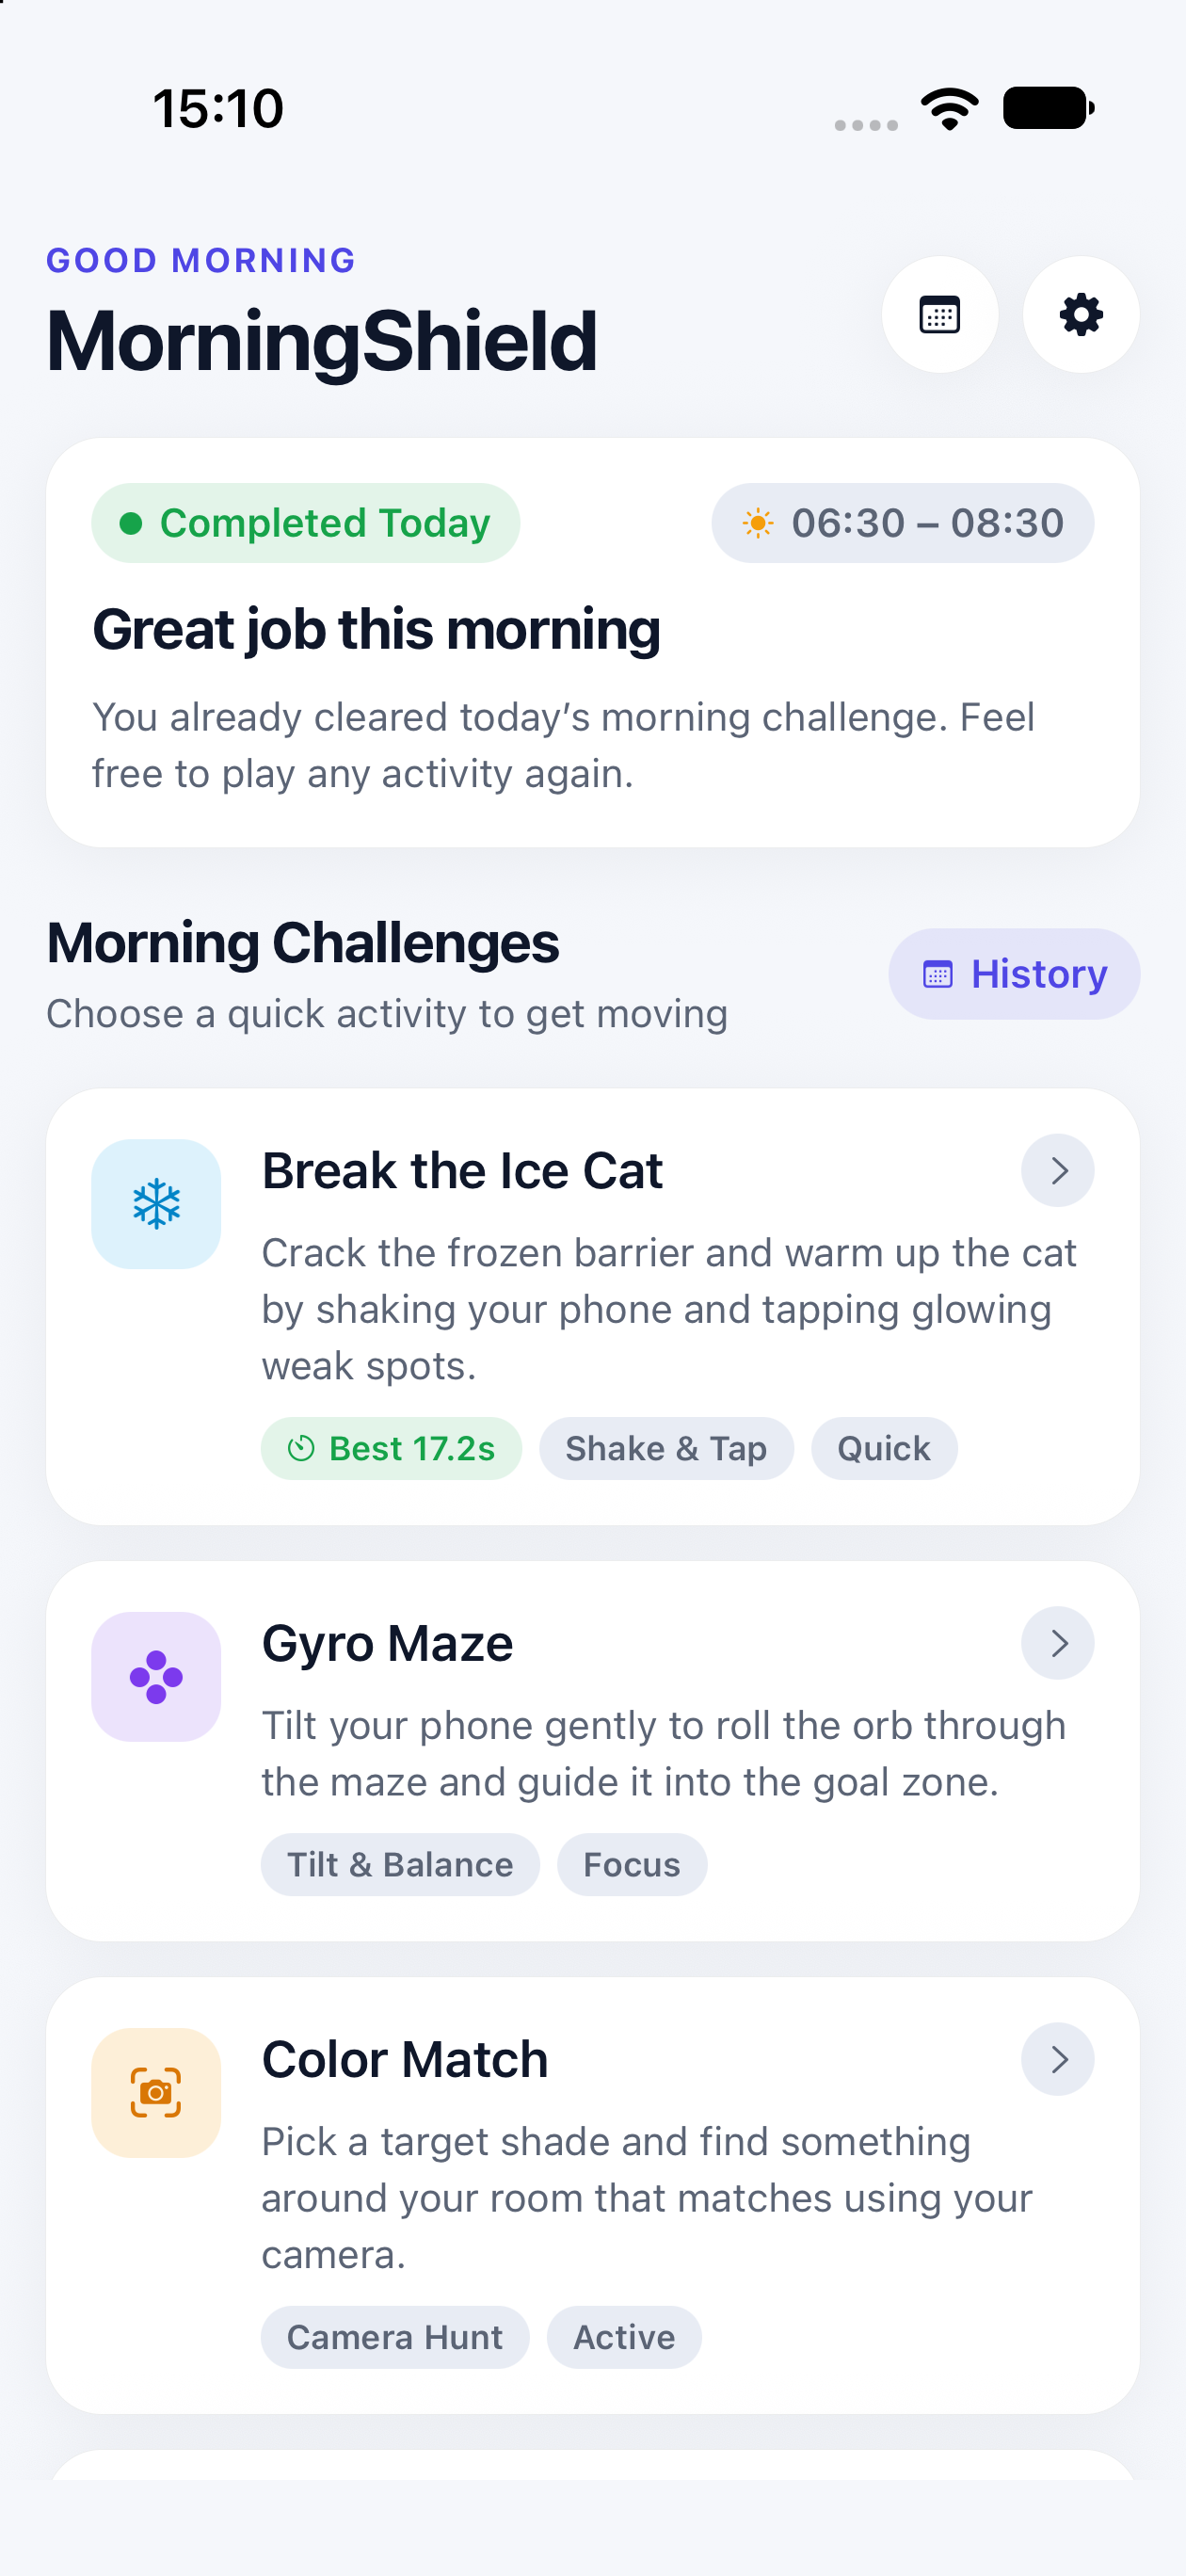 15:10
GOOD MORNING
MorningShield
Completed Today
06:30 – 08:30
Great job this morning
You already cleared today’s morning challenge. Feel
free to play any activity again.
Morning Challenges
Choose a quick activity to get moving
History
Break the Ice Cat
Crack the frozen barrier and warm up the cat
by shaking your phone and tapping glowing
weak spots.
Best 17.2s
Shake & Tap
Quick
Gyro Maze
Tilt your phone gently to roll the orb through
the maze and guide it into the goal zone.
Tilt & Balance
Focus
Color Match
Pick a target shade and find something
around your room that matches using your
camera.
Camera Hunt
Active